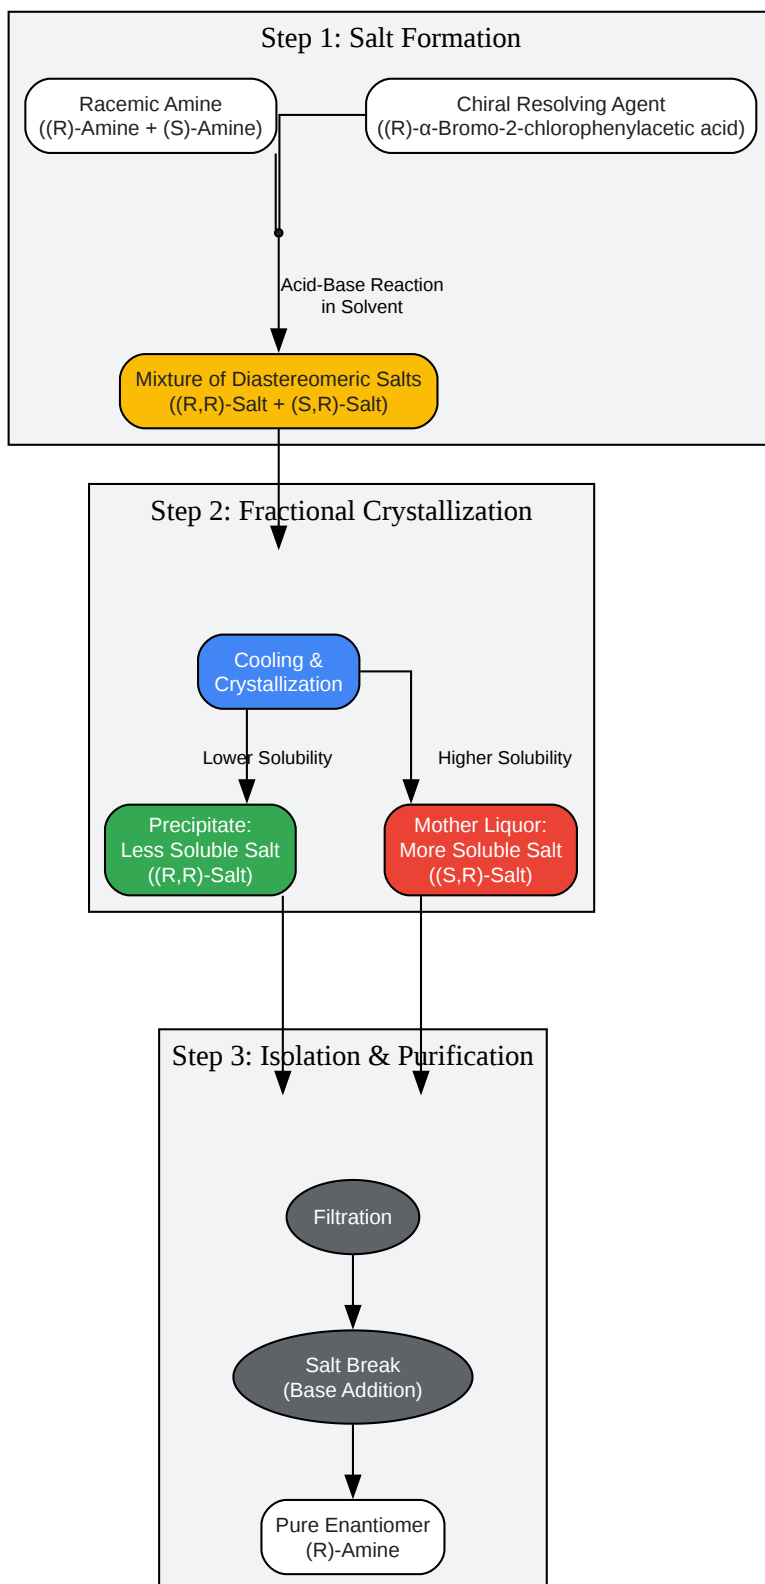 Step 1: Salt Formation
Racemic Amine
((R)-Amine + (S)-Amine)
Chiral Resolving Agent
((R)-α-Bromo-2-chlorophenylacetic acid)
Acid-Base Reaction
in Solvent
Mixture of Diastereomeric Salts
((R,R)-Salt + (S,R)-Salt)
Step 2: Fractional Crystallization
Cooling &
Crystallization
Lower Solubility
Higher Solubility
Precipitate:
Less Soluble Salt
((R,R)-Salt)
Mother Liquor:
More Soluble Salt
((S,R)-Salt)
Step 3: Isolation & Purification
Filtration
Salt Break
(Base Addition)
Pure Enantiomer
(R)-Amine